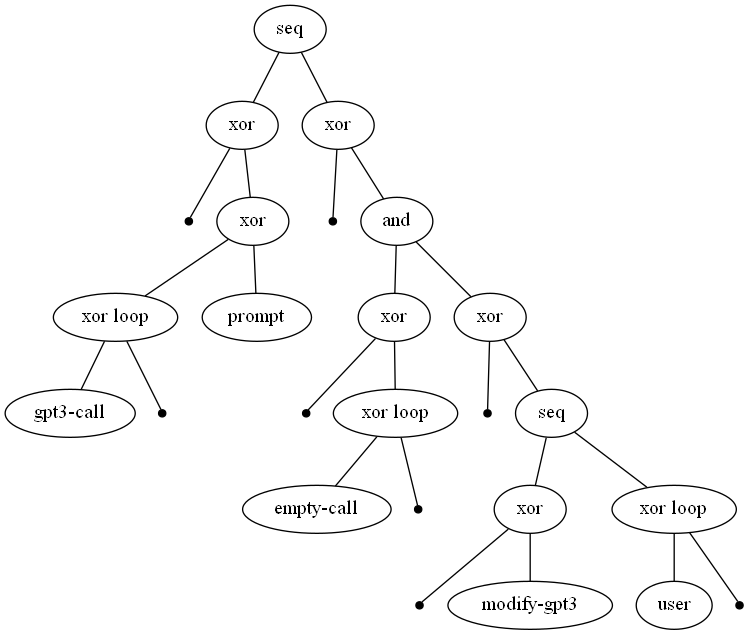 seq
xor
xor
xor
and
xor loop
prompt
xor
xor
gpt3-call
xor loop
seq
empty-call
xor
xor loop
modify-gpt3
user